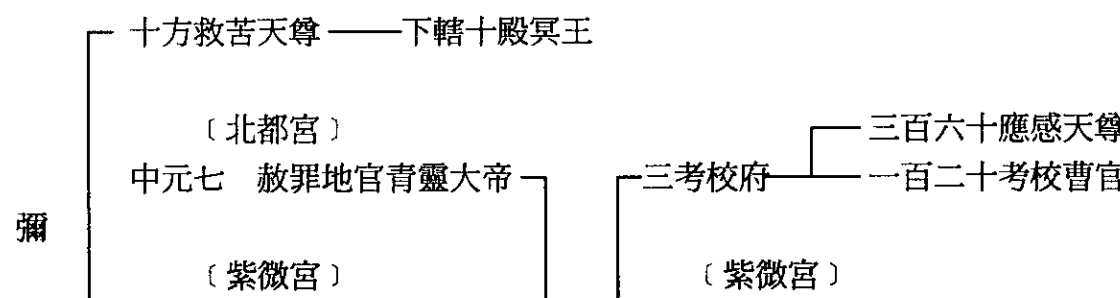 十方救苦天尊——下轄十殿冥王
〔北都宮〕
三百六十應感天尊
中元七　赦罪地官青靈大帝
三考校府
一百二十考校曹官
彌
〔紫微宮〕
〔紫微宮〕